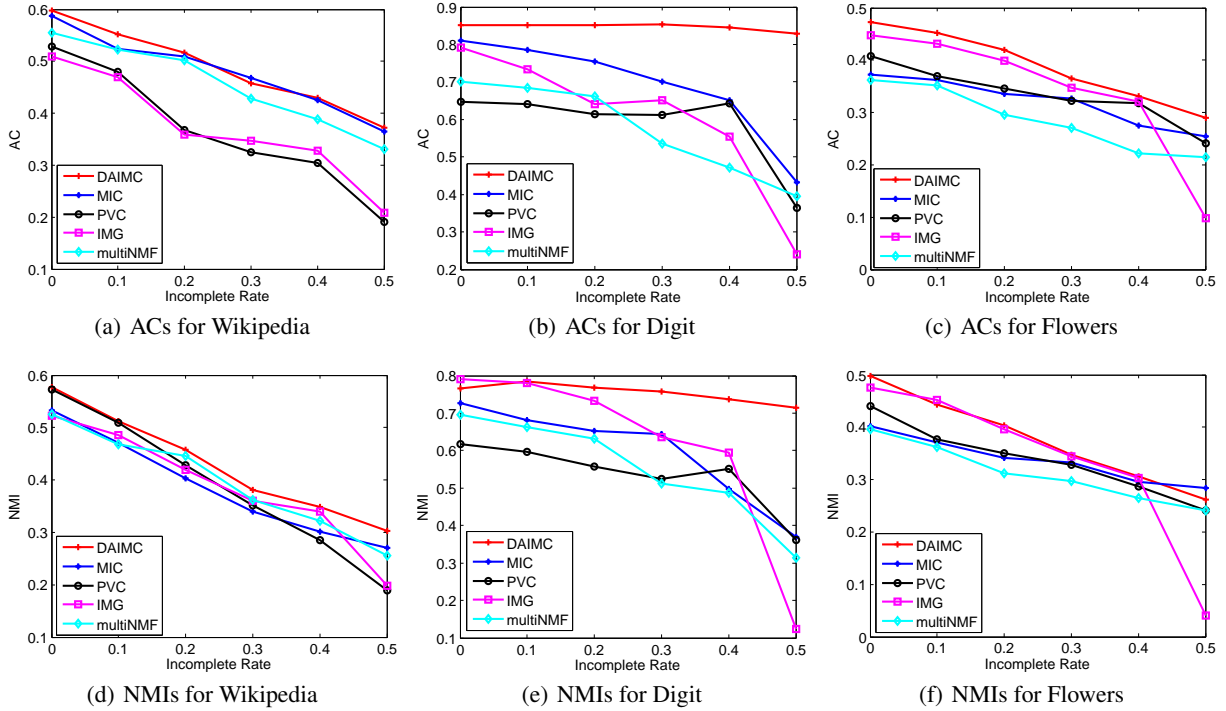 0.6
0.5
0.4
0.3
0.2
0.1
AC
0 0.1 0.2 0.3 0.4 0.5
Incomplete Rate
DAIMC
MIC
PVC
IMG
multiNMF
(a) ACs for Wikipedia
0.9
0.8
0.7
0.6
0.5
0.4
0.3
0.2
AC
0 0.1 0.2 0.3 0.4 0.5
Incomplete Rate
DAIMC
MIC
PVC
IMG
multiNMF
(b) ACs for Digit
0.5
0.4
0.3
0.2
0.1
0
AC
0 0.1 0.2 0.3 0.4 0.5
Incomplete Rate
DAIMC
MIC
PVC
IMG
multiNMF
(c) ACs for Flowers
0.6
0.5
0.4
0.3
0.2
0.1
NMI
0 0.1 0.2 0.3 0.4 0.5
Incomplete Rate
DAIMC
MIC
PVC
IMG
multiNMF
(d) NMIs for Wikipedia
0.8
0.7
0.6
0.5
0.4
0.3
0.2
0.1
NMI
0 0.1 0.2 0.3 0.4 0.5
Incomplete Rate
DAIMC
MIC
PVC
IMG
multiNMF
(e) NMIs for Digit
0.5
0.4
0.3
0.2
0.1
0
NMI
0 0.1 0.2 0.3 0.4 0.5
Incomplete Rate
DAIMC
MIC
PVC
IMG
multiNMF
(f) NMIs for Flowers